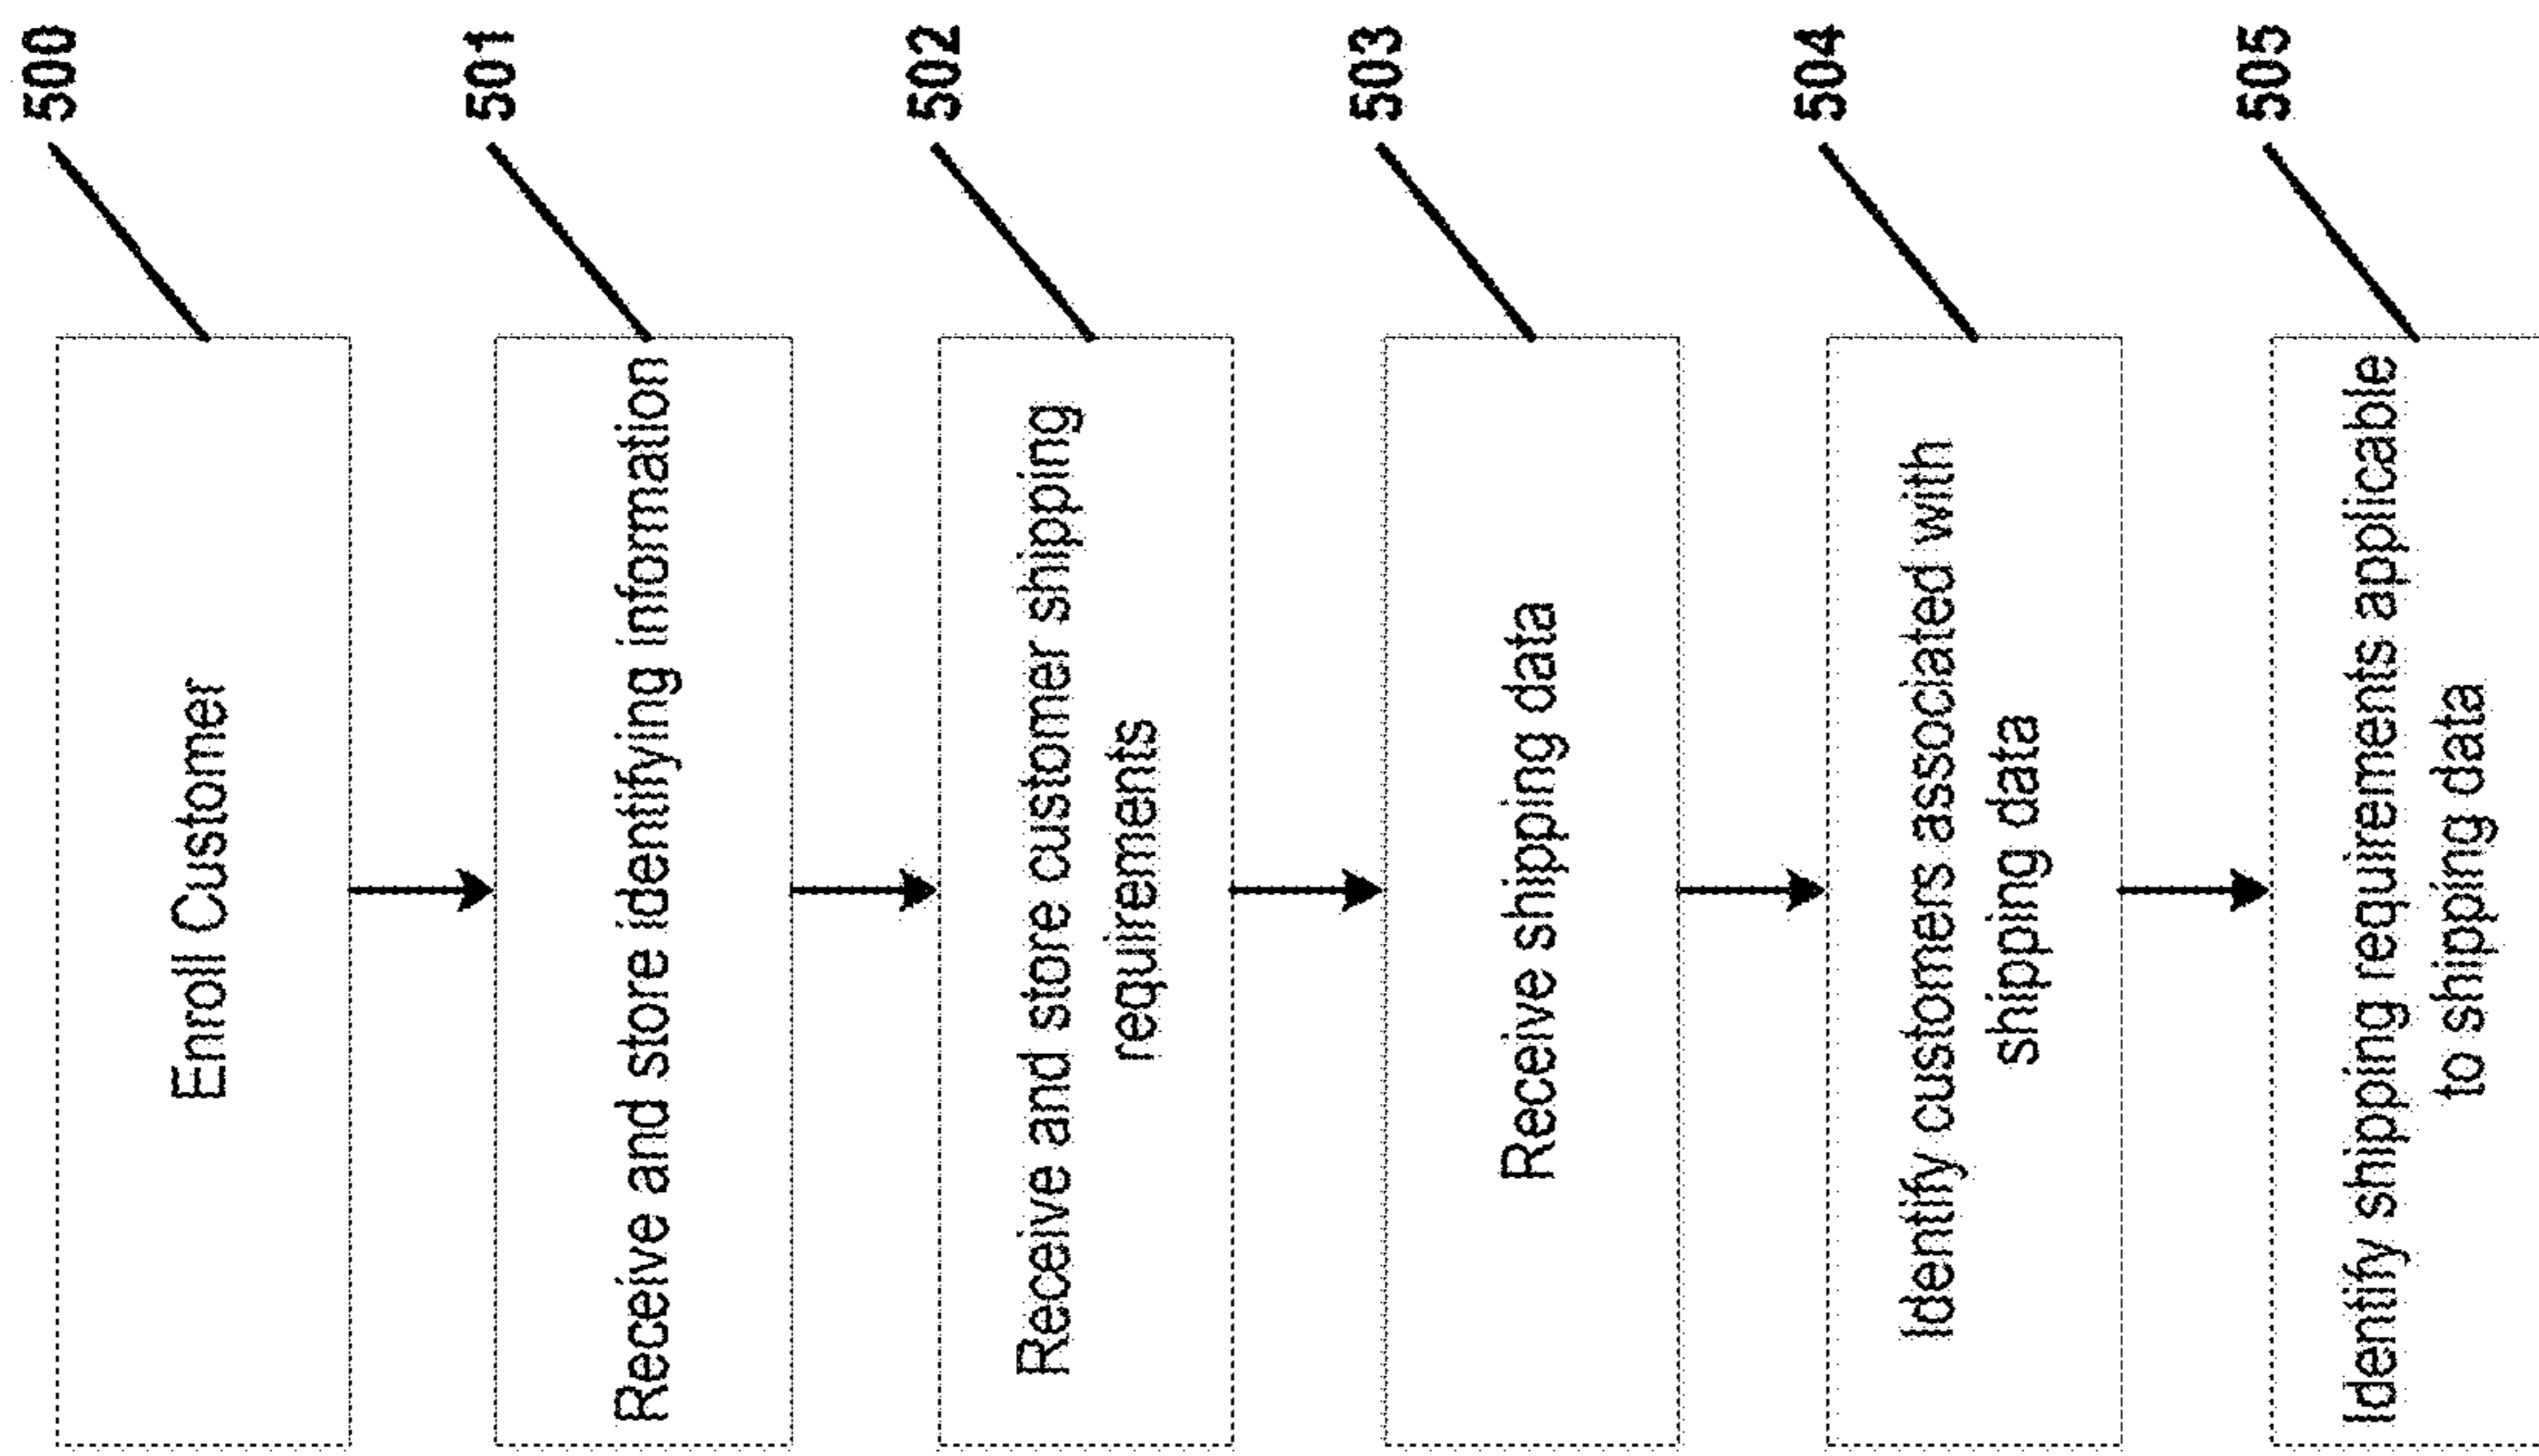 500
Enroll Customer
501
Receive and store identifying information
502
Receive and store customer shipping
requirements
503
Receive shipping data
504
Identify customers associated with
shipping data
505
Identify shipping requirements applicable
to shipping data